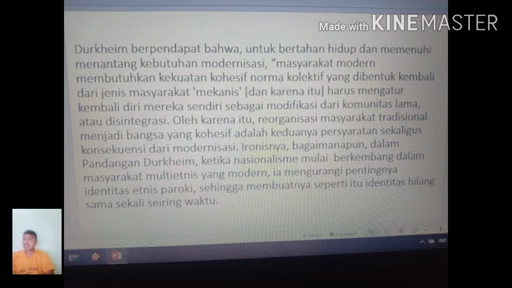 Made with KINEMASTER
Durkheim berpendapat bahwa, untuk bertahan hidup dan memenuhi
menantang kebutuhan modernisasi, "masyarakat modern
membutuhkan kekuatan kohesif norma kolektif yang dibentuk kembali
dari jenis masyarakat 'mekanis' [dan karena itu] harus mengatur
kembali diri mereka sendiri sebagai modifikasi dari komunitas lama,
atau disintegrasi. Oleh karena itu, reorganisasi masyarakat tradisional
menjadi bangsa yang kohesif adalah keduanya persyaratan sekaligus
konsekuensi dari modernisasi. Ironisnya, bagaimanapun, dalam
Pandangan Durkheim, ketika nasionalisme mulai berkembang dalam
masyarakat multietnis yang modern, ia mengurangi pentingnya
identitas etnis paroki, sehingga membuatnya seperti itu identitas hilang
sama sekali seiring waktu.